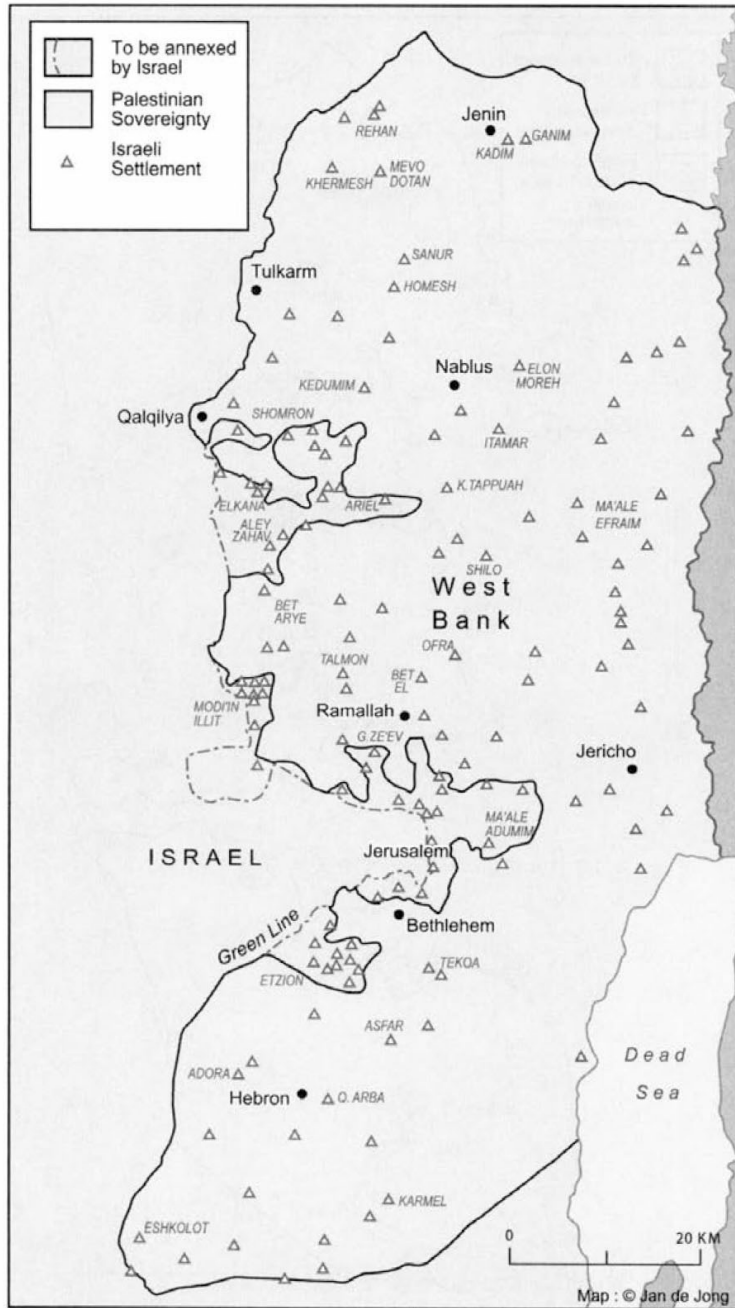 To be annexed
by Israel
Palestinian
Sovereignty
Israeli
Settlement
Jenin
REHAN
KADIM
GANIM
KHERMESH
MEVO
DOTAN
SANUR
Tulkarm
HOMESH
Nablus
ELON
MOREH
KEDUMIM
Qalqilya
SHOMRON
ITAMAR
K.TAPPUAH
ELKANA
ARIEL
MA'ALE
EFRAIM
ALEY
ZAHAV
SHILO
West
Bank
BET
ARYE
OFRA
TALMON
BET
EL
MODI'IN
ILLIT
Ramallah
G.ZE'EV
Jericho
MA'ALE
ADUMIM
ISRAEL
Jerusalem
Bethlehem
Green Line
ETZION
TEKOA
ASFAR
Dead
Sea
ADORA
Hebron
Q.ARBA
KARMEL
ESHKOLOT
0 20 KM
Map : © Jan de Jong